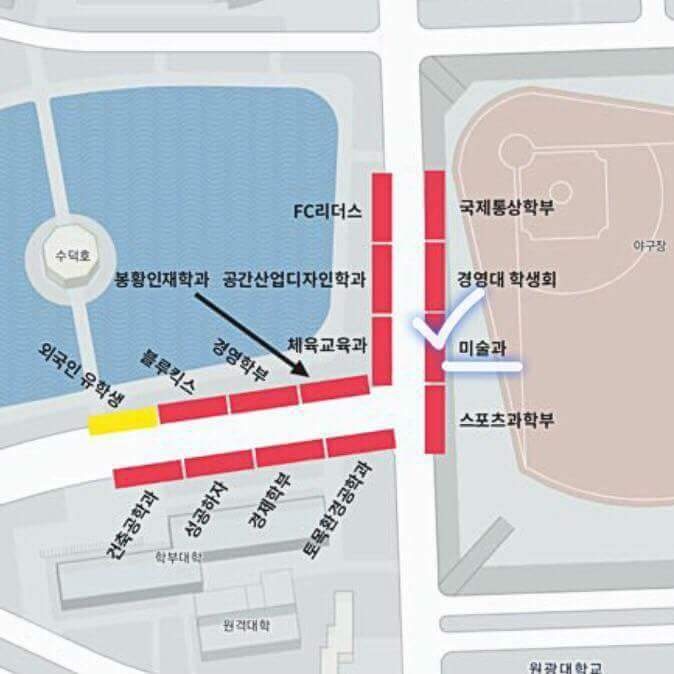 FC리더스
국제통상학부
야구장
수덕호
봉황인재학과
공간산업디자인학과
경영대 학생회
체육교육과
미술과
외국인 유학생
블루킥스
경영학부
스포츠과학부
건축공학과
성공하자
경제학부
토목환경공학과
학부대학
원격대학
원광대학교